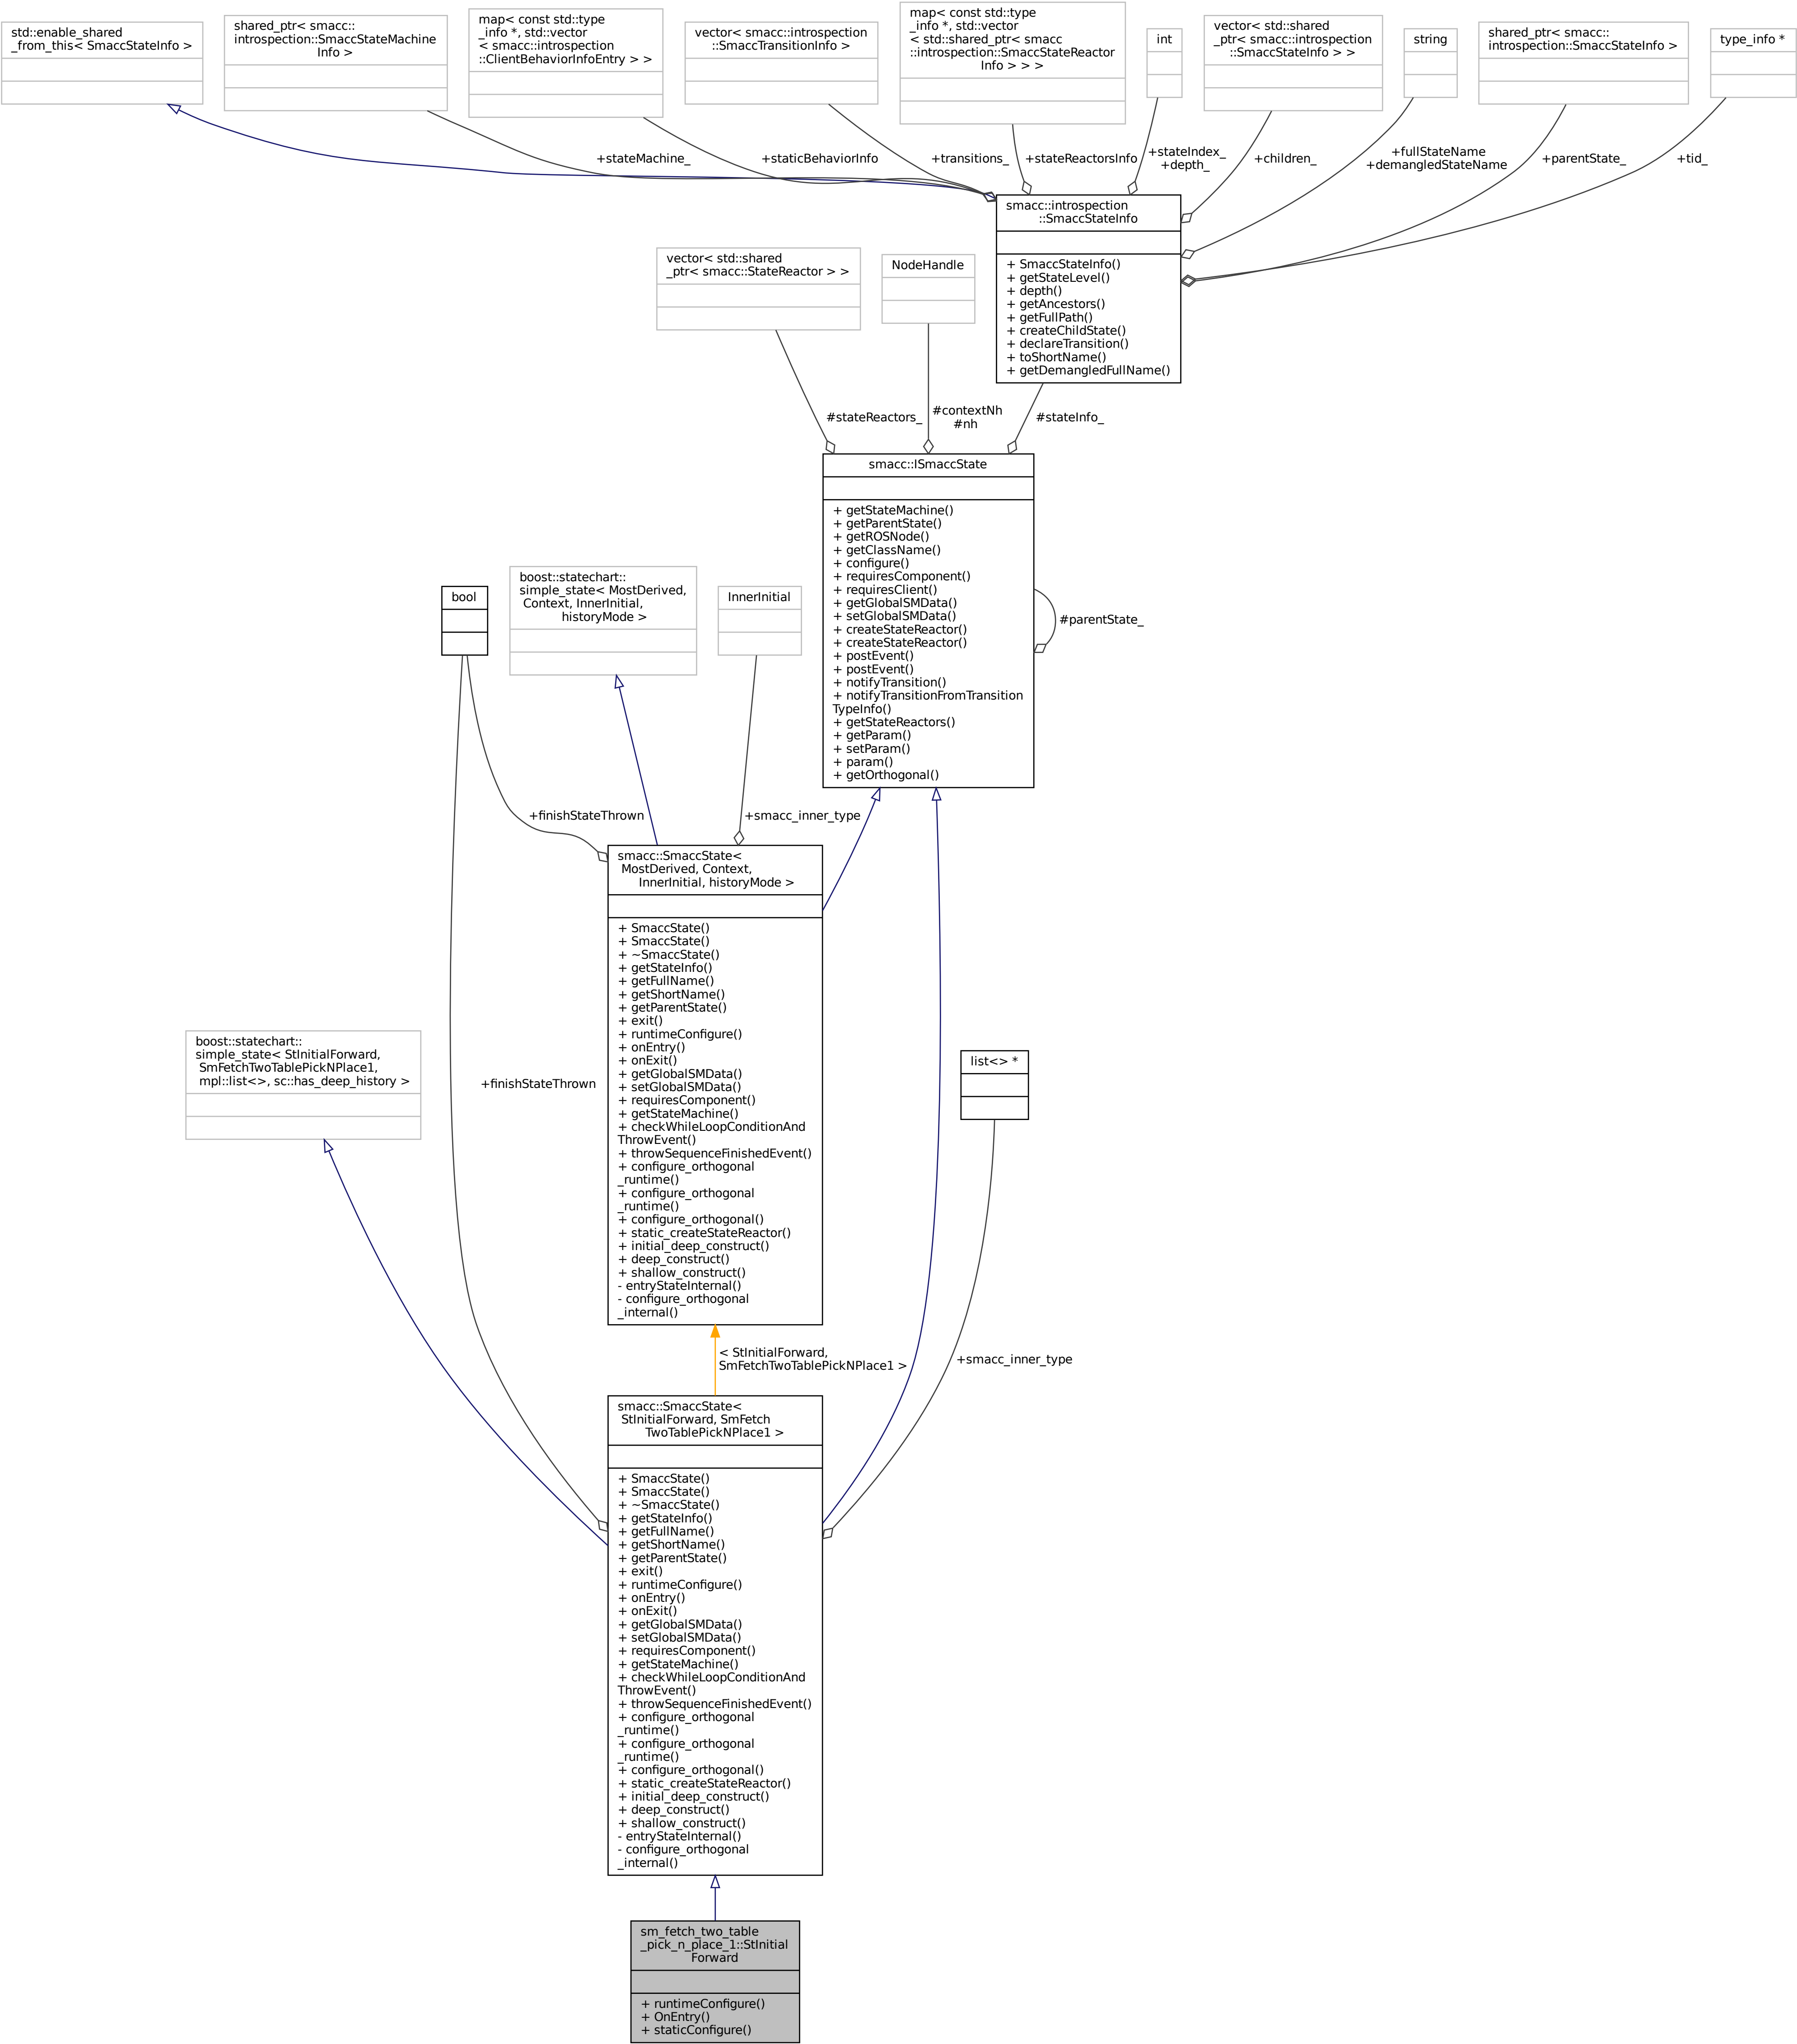 std::enable_shared
_from_this< SmaccStateInfo >
shared_ptr< smacc::
introspection::SmaccStateMachine
Info >
map< const std::type
_info *, std::vector
< smacc::introspection
::ClientBehaviorInfoEntry > >
vector< smacc::introspection
::SmaccTransitionInfo >
map< const std::type
_info *, std::vector
< std::shared_ptr< smacc
::introspection::SmaccStateReactor
Info > > >
int
vector< std::shared
_ptr< smacc::introspection
::SmaccStateInfo > >
string
shared_ptr< smacc::
introspection::SmaccStateInfo >
type_info *
+stateMachine_
+staticBehaviorInfo
+transitions_
+stateReactorsInfo
+stateIndex_
+depth_
+children_
+fullStateName
+demangledStateName
+parentState_
+tid_
smacc::introspection
::SmaccStateInfo
+ SmaccStateInfo()
+ getStateLevel()
+ depth()
+ getAncestors()
+ getFullPath()
+ createChildState()
+ declareTransition()
+ toShortName()
+ getDemangledFullName()
vector< std::shared
_ptr< smacc::StateReactor > >
NodeHandle
#stateReactors_
#contextNh
#nh
#stateInfo_
smacc::ISmaccState
+ getStateMachine()
+ getParentState()
+ getROSNode()
+ getClassName()
+ configure()
+ requiresComponent()
+ requiresClient()
+ getGlobalSMData()
+ setGlobalSMData()
+ createStateReactor()
+ createStateReactor()
+ postEvent()
+ postEvent()
+ notifyTransition()
+ notifyTransitionFromTransition
TypeInfo()
+ getStateReactors()
+ getParam()
+ setParam()
+ param()
+ getOrthogonal()
#parentState_
bool
boost::statechart::
simple_state< MostDerived,
Context, InnerInitial,
historyMode >
InnerInitial
+finishStateThrown
+smacc_inner_type
smacc::SmaccState<
MostDerived, Context,
InnerInitial, historyMode >
+ SmaccState()
+ SmaccState()
+ ~SmaccState()
+ getStateInfo()
+ getFullName()
+ getShortName()
+ getParentState()
+ exit()
+ runtimeConfigure()
+ onEntry()
+ onExit()
+ getGlobalSMData()
+ setGlobalSMData()
+ requiresComponent()
+ getStateMachine()
+ checkWhileLoopConditionAnd
ThrowEvent()
+ throwSequenceFinishedEvent()
+ configure_orthogonal
_runtime()
+ configure_orthogonal
_runtime()
+ configure_orthogonal()
+ static_createStateReactor()
+ initial_deep_construct()
+ deep_construct()
+ shallow_construct()
- entryStateInternal()
- configure_orthogonal
_internal()
boost::statechart::
simple_state< StInitialForward,
SmFetchTwoTablePickNPlace1,
mpl::list<>, sc::has_deep_history >
+finishStateThrown
list<> *
< StInitialForward,
SmFetchTwoTablePickNPlace1 >
+smacc_inner_type
smacc::SmaccState<
StInitialForward, SmFetch
TwoTablePickNPlace1 >
+ SmaccState()
+ SmaccState()
+ ~SmaccState()
+ getStateInfo()
+ getFullName()
+ getShortName()
+ getParentState()
+ exit()
+ runtimeConfigure()
+ onEntry()
+ onExit()
+ getGlobalSMData()
+ setGlobalSMData()
+ requiresComponent()
+ getStateMachine()
+ checkWhileLoopConditionAnd
ThrowEvent()
+ throwSequenceFinishedEvent()
+ configure_orthogonal
_runtime()
+ configure_orthogonal
_runtime()
+ configure_orthogonal()
+ static_createStateReactor()
+ initial_deep_construct()
+ deep_construct()
+ shallow_construct()
- entryStateInternal()
- configure_orthogonal
_internal()
sm_fetch_two_table
_pick_n_place_1::StInitial
Forward
+ runtimeConfigure()
+ OnEntry()
+ staticConfigure()